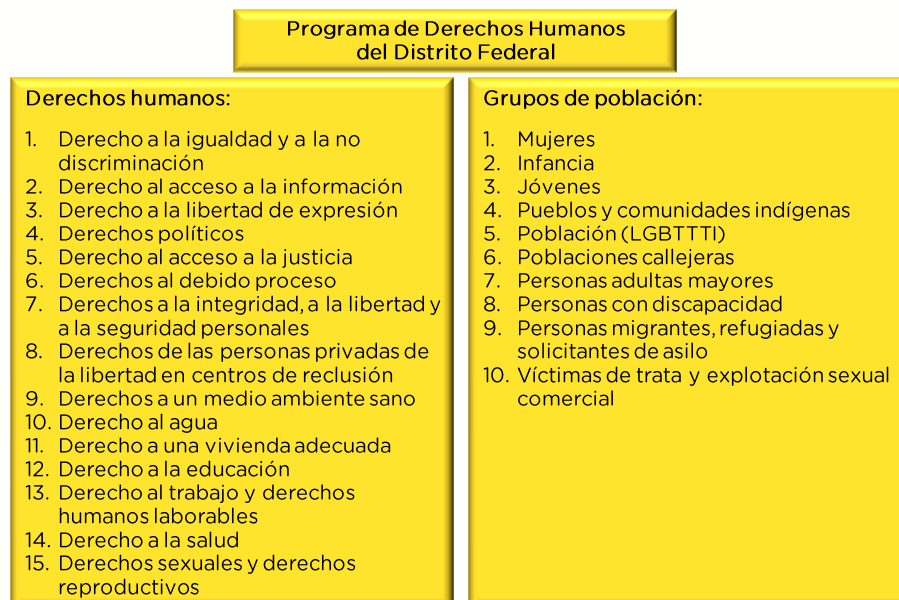 Programa de Derechos Humanos
del Distrito Federal
Derechos humanos:
1. Derecho a la igualdad y a la no
discriminación
2. Derecho al acceso a la información
3. Derecho a la libertad de expresión
4. Derechos políticos
5. Derecho al acceso a la justicia
6. Derechos al debido proceso
7. Derechos a la integridad, a la libertad y
a la seguridad personales
8. Derechos de las personas privadas de
la libertad en centros de reclusión
9. Derechos a un medio ambiente sano
10. Derecho al agua
11. Derecho a una vivienda adecuada
12. Derecho a la educación
13. Derecho al trabajo y derechos
humanos laborables
14. Derecho a la salud
15. Derechos sexuales y derechos
reproductivos
Grupos de población:
1. Mujeres
2. Infancia
3. Jóvenes
4. Pueblos y comunidades indígenas
5. Población (LGBTTTI)
6. Poblaciones callejeras
7. Personas adultas mayores
8. Personas con discapacidad
9. Personas migrantes, refugiadas y
solicitantes de asilo
10. Víctimas de trata y explotación sexual
comercial